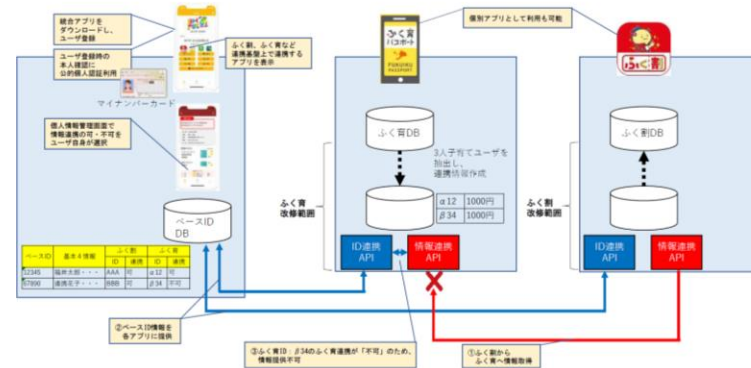 統合アプリを
ダウンロードし、
ユーザ登録
ユーザ登録時の
本人確認に
公的個人認証利用
マイナンバーカード
個人情報管理画面で
情報連携の可・不可を
ユーザ自身が選択
ふく割、ふく育など
連携基盤上で連携する
アプリを表示
ベースID
DB
ベースID 基本4情報 ふく割 ふく育
ID 連携 ID 連携
12345 福井太郎・・・ AAA 可 α12 可
67890 連携花子・・・ BBB 可 β34 不可
②ベースID情報を
各アプリに提供
ふく育
パスポート
FUKUIKU
PASSPORT
個別アプリとして利用も可能
ふく割
ふく育DB
3人子育てユーザを
抽出し、
連携情報作成
α12 1000円
β34 1000円
ふく育
改修範囲
ID連携
API
情報連携
API
③ふく育ID：β34のふく育連携が「不可」のため、
情報提供不可
ふく割DB
ふく割
改修範囲
ID連携
API
情報連携
API
①ふく割から
ふく育へ情報取得